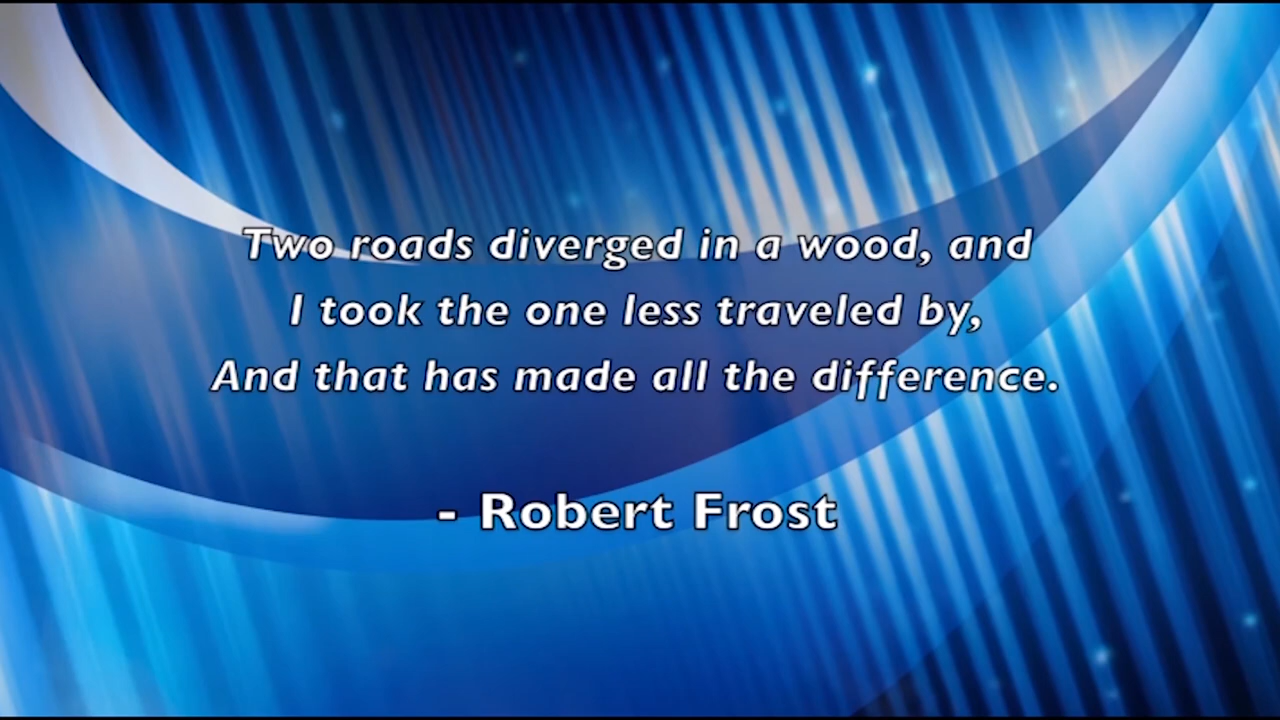 Two roads diverged in a wood, and
I took the one less traveled by,
And that has made all the difference.
- Robert Frost